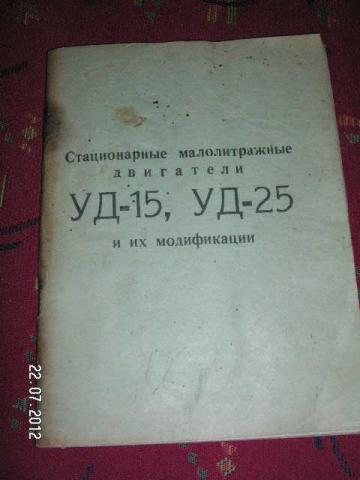 Стационарные малолитражные
двигатели
УД-15, УД-25
и их модификации
22.07.2012